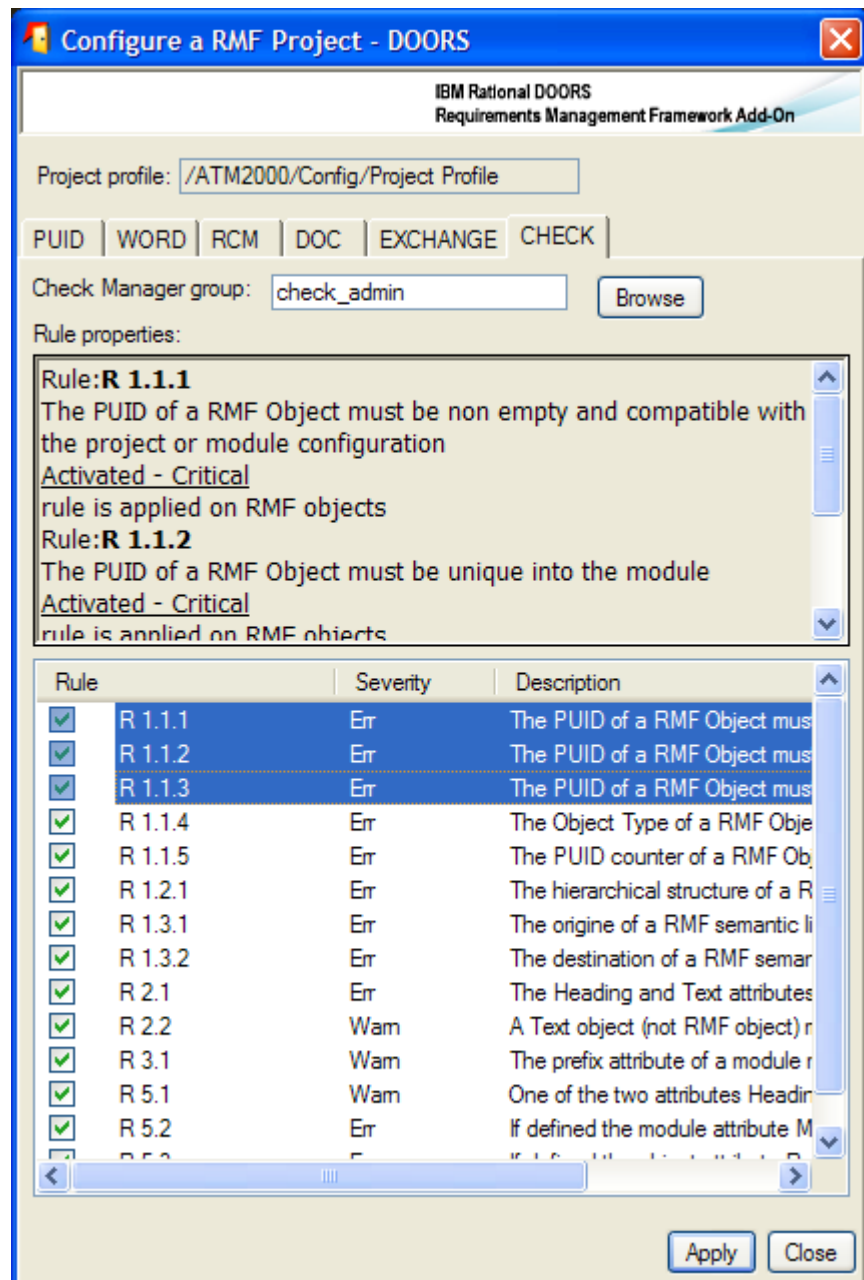 Configure a RMF Project - DOORS
IBM Rational DOORS
Requirements Management Framework Add-On
Project profile: /ATM2000/Config/Project Profile
PUID WORD RCM DOC EXCHANGE CHECK
Check Manager group: check_admin Browse
Rule properties:
Rule:R 1.1.1
The PUID of a RMF Object must be non empty and compatible with
the project or module configuration
Activated - Critical
rule is applied on RMF objects
Rule:R 1.1.2
The PUID of a RMF Object must be unique into the module
Activated - Critical
rule is applied on RMF objects
Rule Severity Description
R 1.1.1 Err The PUID of a RMF Object mus
R 1.1.2 Err The PUID of a RMF Object mus
R 1.1.3 Err The PUID of a RMF Object must
R 1.1.4 Err The Object Type of a RMF Obje
R 1.1.5 Err The PUID counter of a RMF Obj
R 1.2.1 Err The hierarchical structure of a R
R 1.3.1 Err The origine of a RMF semantic li
R 1.3.2 Err The destination of a RMF semar
R 2.1 Err The Heading and Text attributes
R 2.2 Warn A Text object (not RMF object) r
R 3.1 Warn The prefix attribute of a module r
R 5.1 Warn One of the two attributes Headin
R 5.2 Err If defined the module attribute M
Apply Close